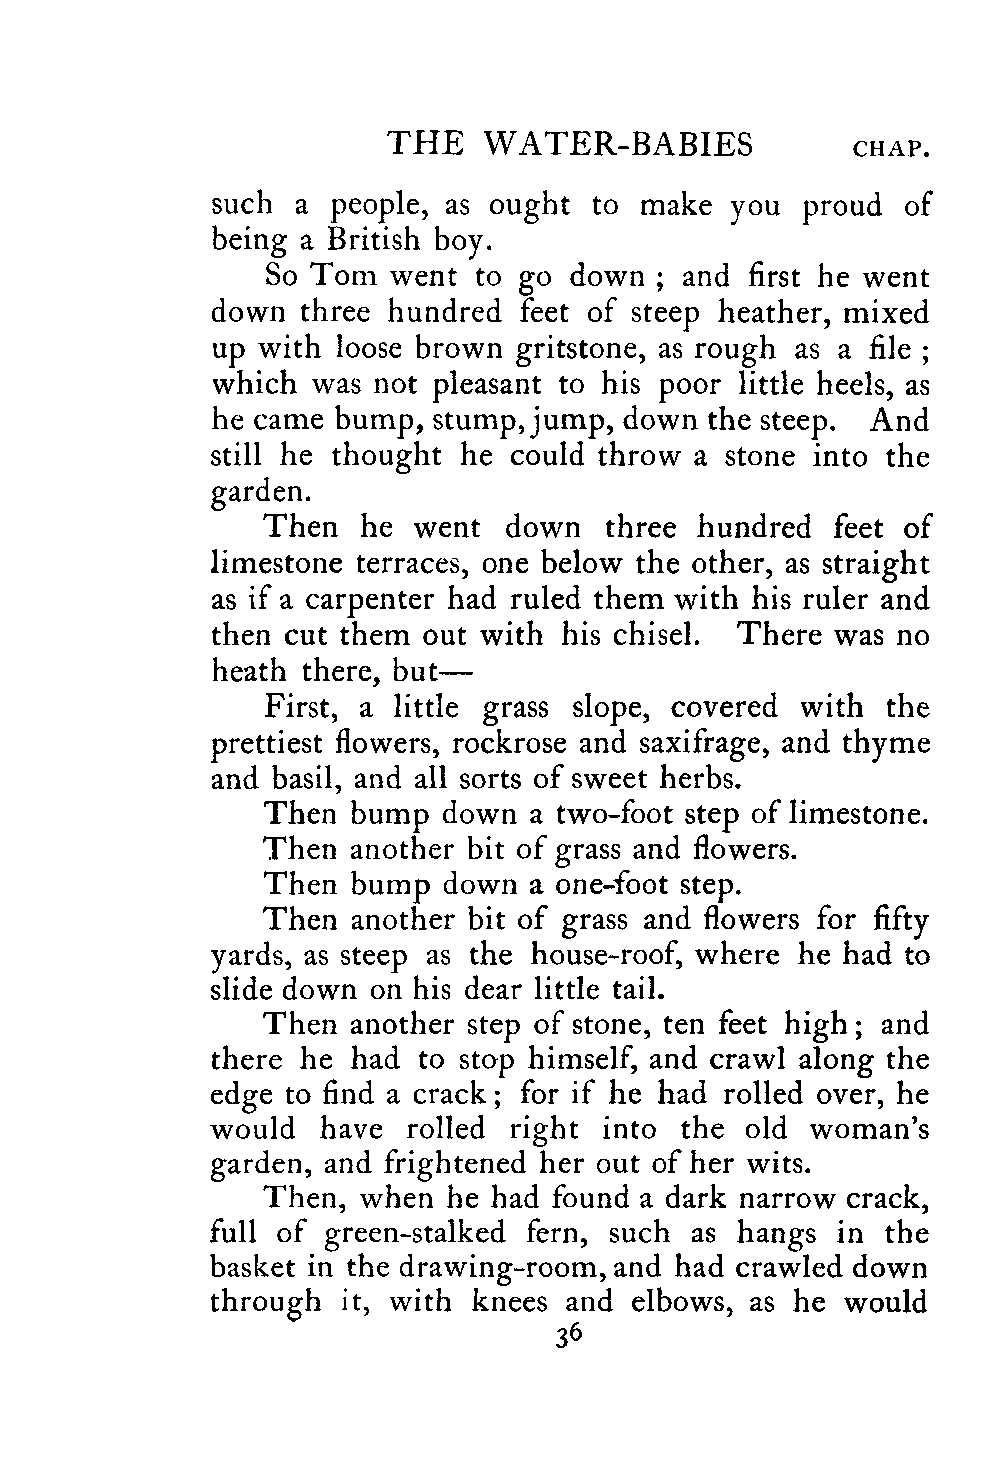 THE WATER-BABIES CHAP.
such a people, as ought to make you proud of
being a British boy.
So Tom went to go down ; and first he went
down three hundred feet of steep heather, mixed
up with loose brown gritstone, as rough as a file ;
which was not pleasant to his poor little heels, as
he came bump, stump, jump, down the steep. And
still he thought he could throw a stone into the
garden.
Then he went down three hundred feet of
limestone terraces, one below the other, as straight
as if a carpenter had ruled them with his ruler and
then cut them out with his chisel. There was no
heath there, but—
First, a little grass slope, covered with the
prettiest flowers, rockrose and saxifrage, and thyme
and basil, and all sorts of sweet herbs.
Then bump down a two-foot step of limestone.
Then another bit of grass and flowers.
Then bump down a one-foot step.
Then another bit of grass and flowers for fifty
yards, as steep as the house-roof, where he had to
slide down on his dear little tail.
Then another step of stone, ten feet high ; and
there he had to stop himself, and crawl along the
edge to find a crack ; for if he had rolled over, he
would have rolled right into the old woman's
garden, and frightened her out of her wits.
Then, when he had found a dark narrow crack,
full of green-stalked fern, such as hangs in the
basket in the drawing-room, and had crawled down
through it, with knees and elbows, as he would
36